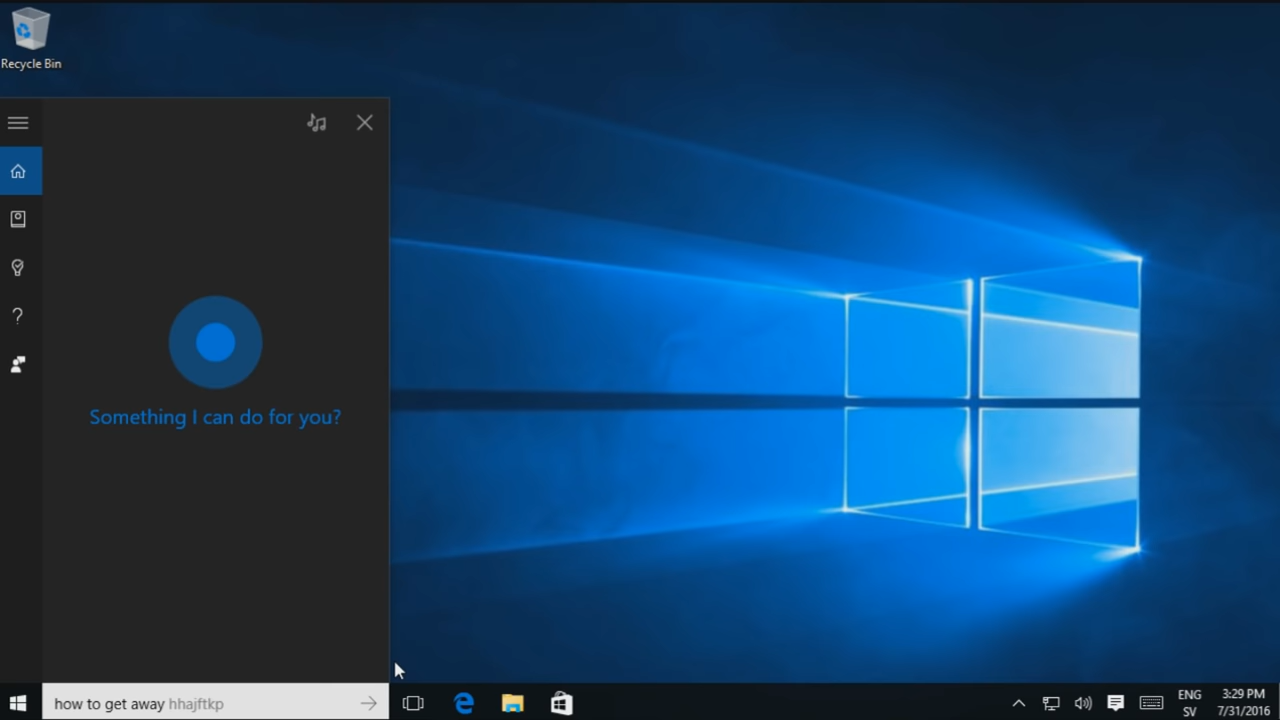 Recycle Bin
Something I can do for you?
how to get away hhajftkp
ENG
SV
3:29 PM
7/31/2016